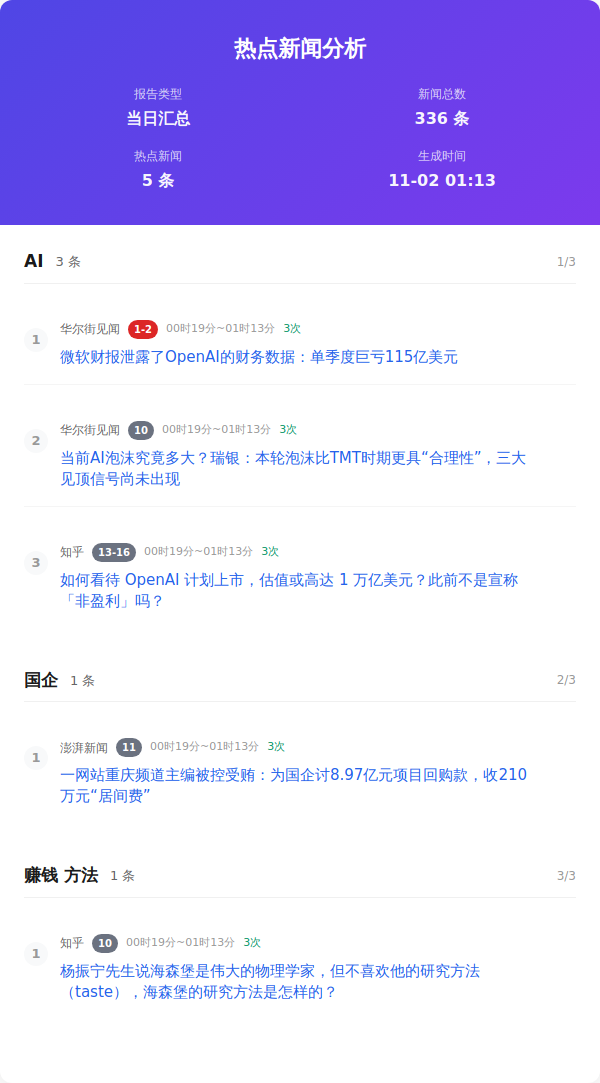 热点新闻分析
报告类型
当日汇总
新闻总数
336 条
热点新闻
5 条
生成时间
11-02 01:13
AI 3 条 1/3
1
华尔街见闻 1-2 00时19分~01时13分 3次
微软财报泄露了OpenAI的财务数据：单季度巨亏115亿美元
2
华尔街见闻 10 00时19分~01时13分 3次
当前AI泡沫究竟多大？瑞银：本轮泡沫比TMT时期更具“合理性”，三大
见顶信号尚未出现
3
知乎 13-16 00时19分~01时13分 3次
如何看待 OpenAI 计划上市，估值或高达 1 万亿美元？此前不是宣称
「非盈利」吗？
国企 1 条 2/3
1
澎湃新闻 11 00时19分~01时13分 3次
一网站重庆频道主编被控受贿：为国企讨8.97亿元项目回购款，收210
万元“居间费”
赚钱 方法 1 条 3/3
1
知乎 10 00时19分~01时13分 3次
杨振宁先生说海森堡是伟大的物理学家，但不喜欢他的研究方法
（taste），海森堡的研究方法是怎样的？